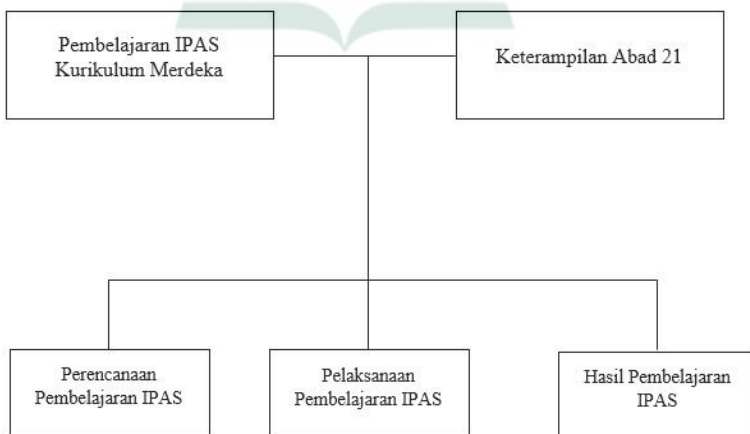 Pembelajaran IPAS
Kurikulum Merdeka
Keterampilan Abad 21
Perencanaan
Pembelajaran IPAS
Pelaksanaan
Pembelajaran IPAS
Hasil Pembelajaran
IPAS